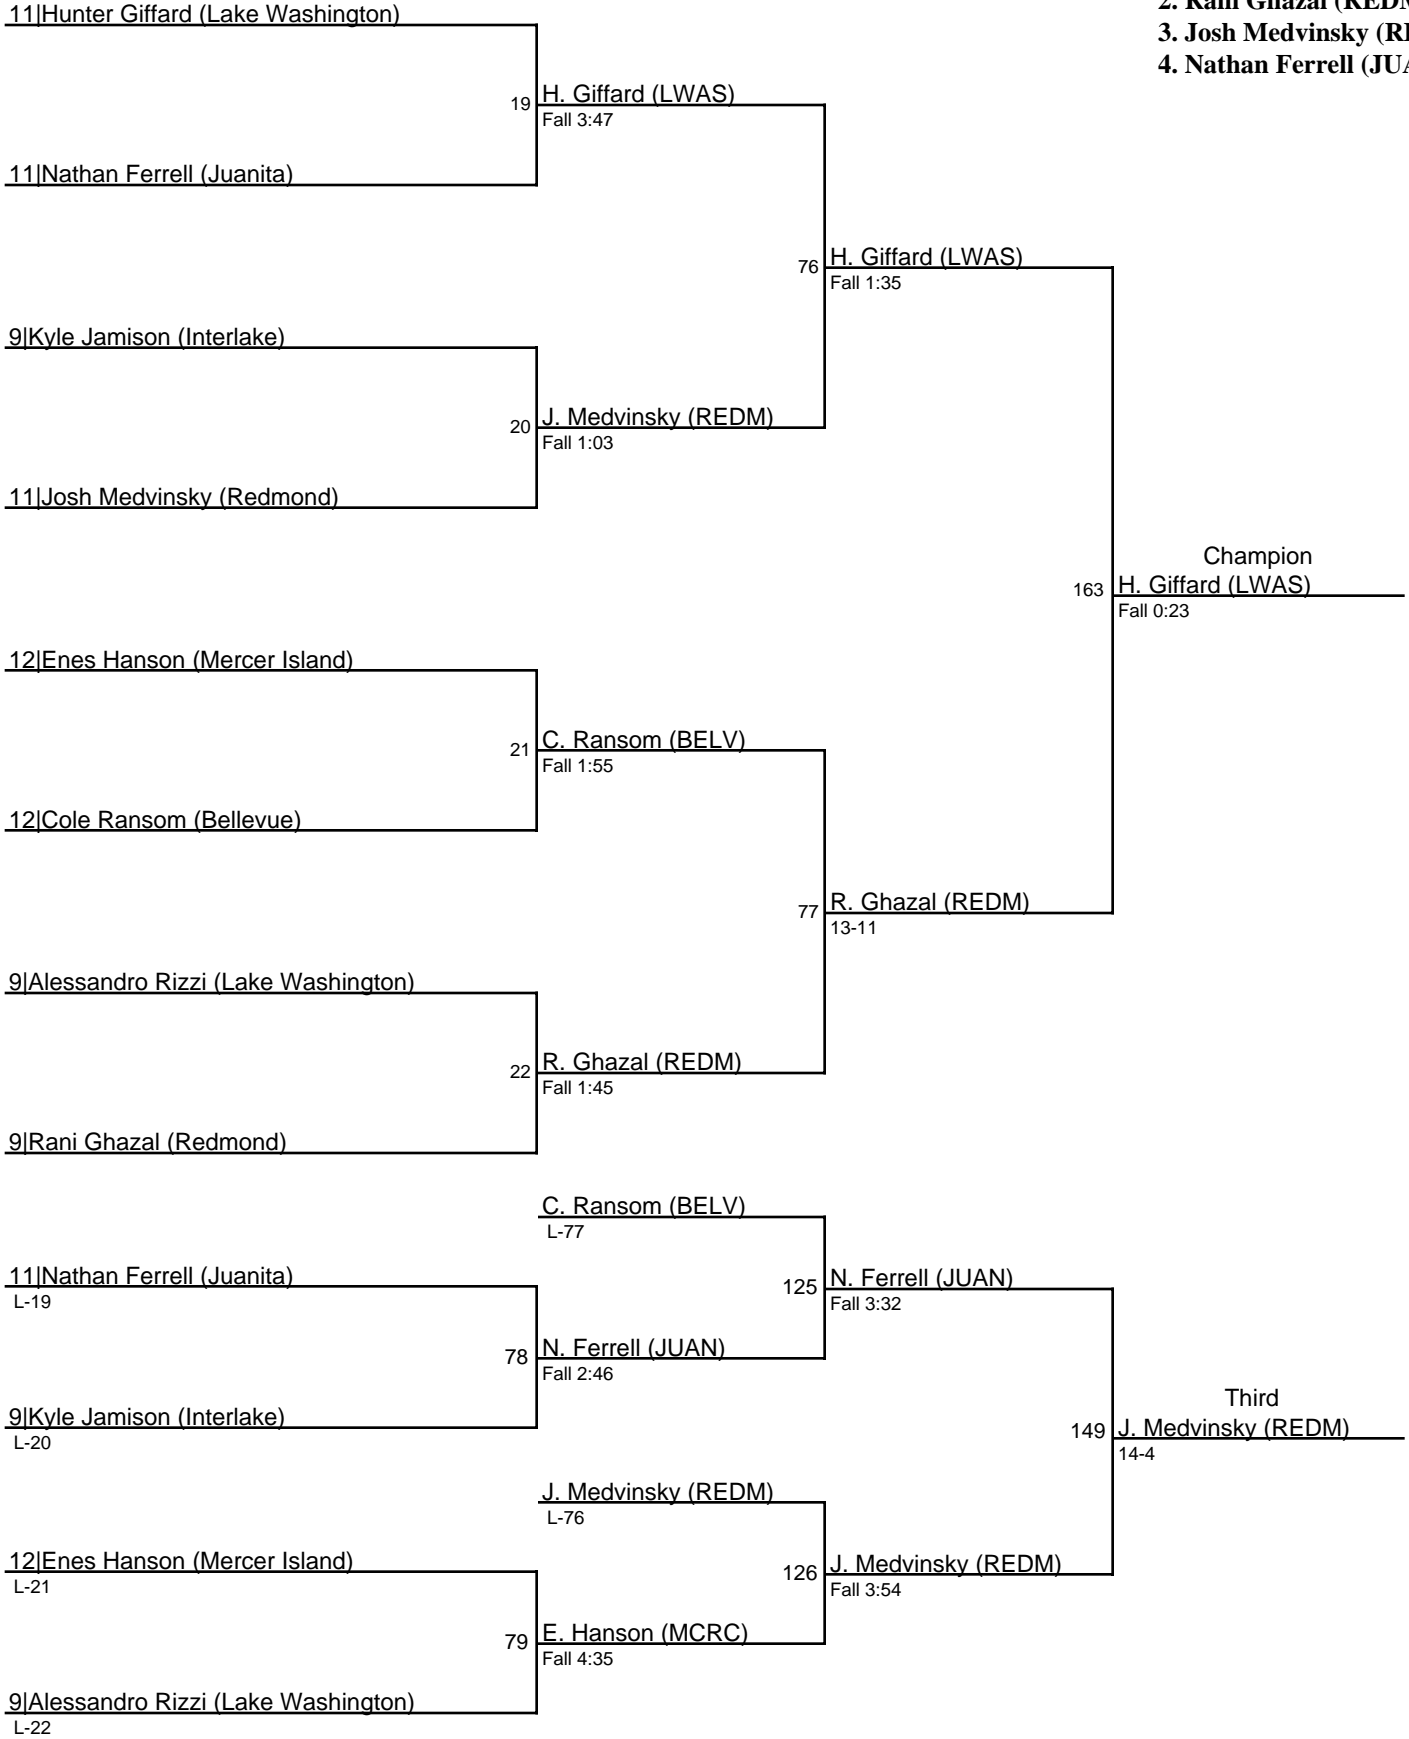 11|Hunter Giffard (Lake Washington)
2. Rani Ghazal (REDM
3. Josh Medvinsky (RE
4. Nathan Ferrell (JUA
H. Giffard (LWAS)
19
Fall 3:47
11|Nathan Ferrell (Juanita)
H. Giffard (LWAS)
76
Fall 1:35
9|Kyle Jamison (Interlake)
J. Medvinsky (REDM)
20
Fall 1:03
11|Josh Medvinsky (Redmond)
Champion
163
H. Giffard (LWAS)
Fall 0:23
12|Enes Hanson (Mercer Island)
C. Ransom (BELV)
21
Fall 1:55
12|Cole Ransom (Bellevue)
R. Ghazal (REDM)
77
13-11
9|Alessandro Rizzi (Lake Washington)
R. Ghazal (REDM)
22
Fall 1:45
9|Rani Ghazal (Redmond)
C. Ransom (BELV)
L-77
11|Nathan Ferrell (Juanita)
L-19
125
N. Ferrell (JUAN)
Fall 3:32
78
N. Ferrell (JUAN)
Fall 2:46
9|Kyle Jamison (Interlake)
L-20
Third
149
J. Medvinsky (REDM)
14-4
J. Medvinsky (REDM)
L-76
12|Enes Hanson (Mercer Island)
L-21
126
J. Medvinsky (REDM)
Fall 3:54
79
E. Hanson (MCRC)
Fall 4:35
9|Alessandro Rizzi (Lake Washington)
L-22